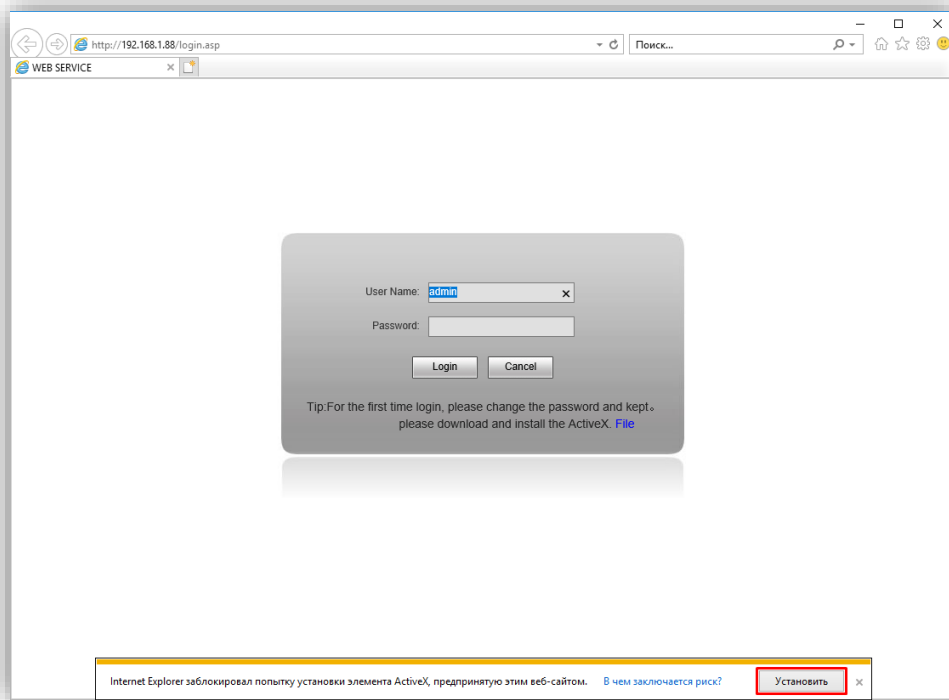 http://192.168.1.88/login.asp
Поиск...
WEB SERVICE
User Name: admin
Password:
Login Cancel
Tip:For the first time login, please change the password and kept。
please download and install the ActiveX. File
Internet Explorer заблокировал попытку установки элемента ActiveX, предпринятую этим веб-сайтом. В чем заключается риск? Установить